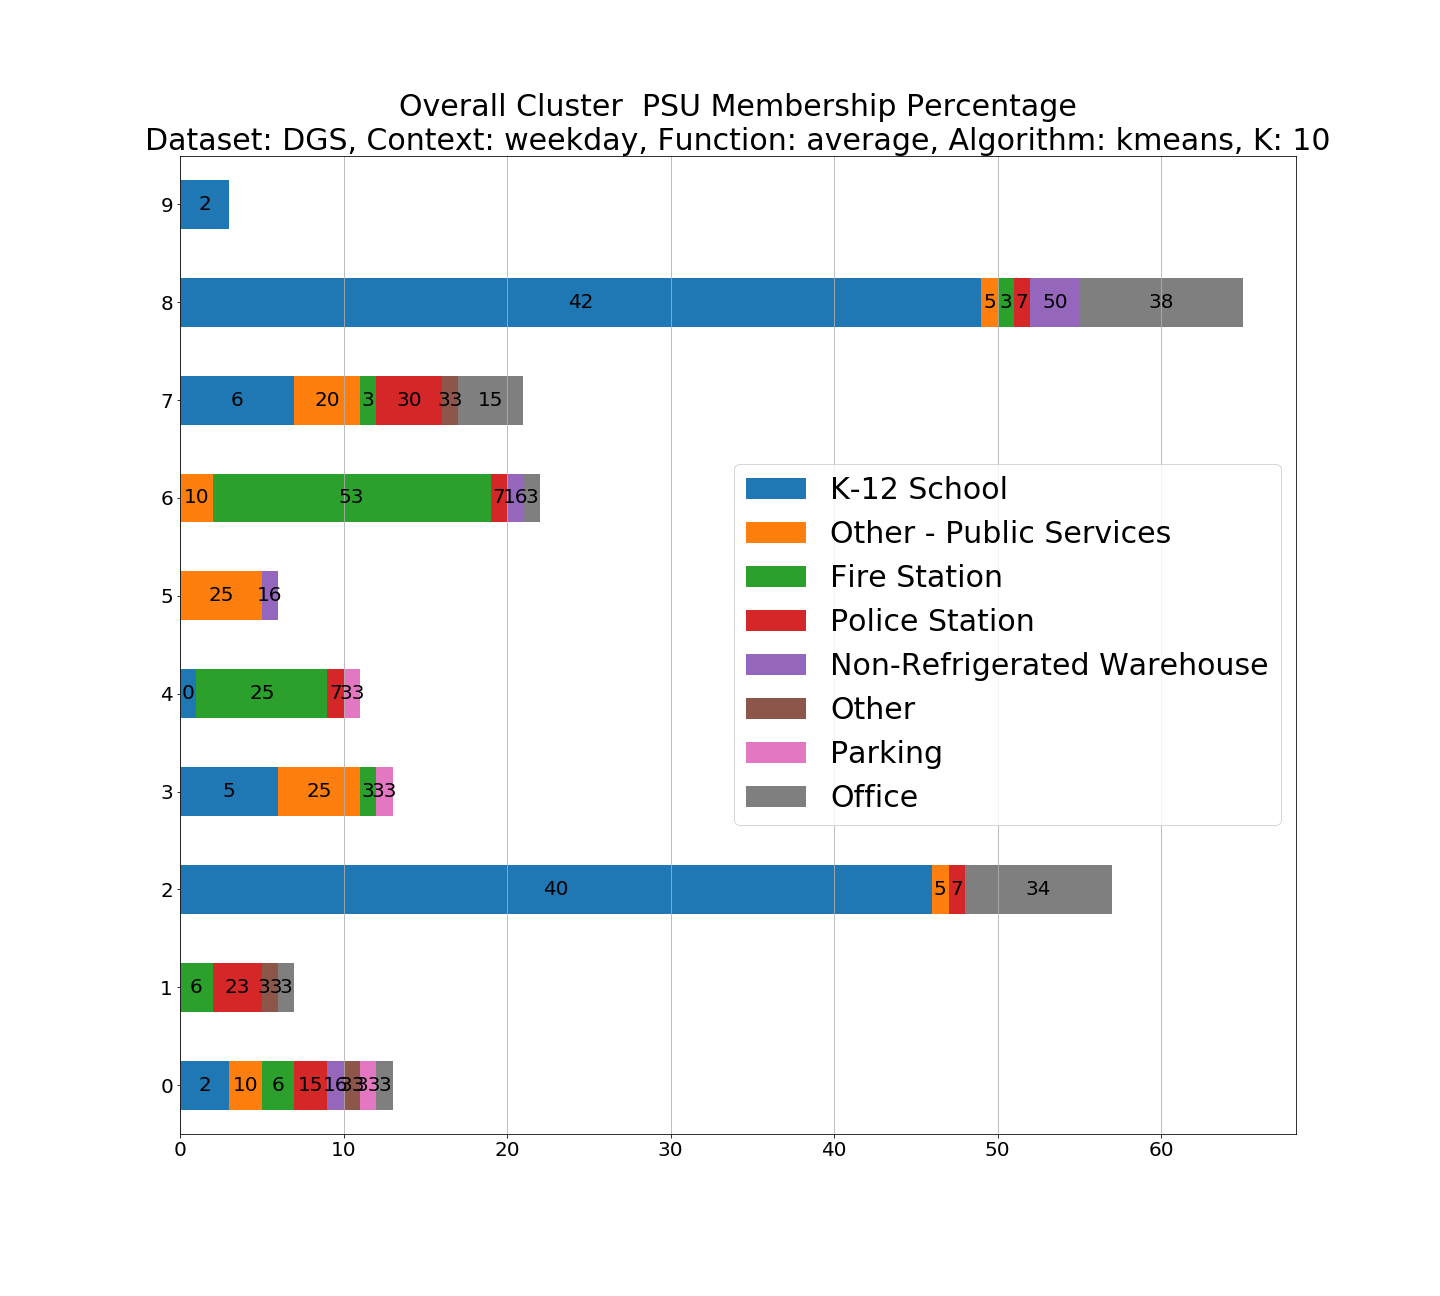 Overall Cluster  PSU Membership Percentage
Dataset: DGS, Context: weekday, Function: average, Algorithm: kmeans, K: 10
9 2
8 42 5 3 7 50 38
7 6 20 3 30 33 15
6 10 53 7 16 3
5 25 16
4 0 25 7 33
3 5 25 3 33
2 40 5 7 34
1 6 23 33 3
0 2 10 6 15 16 33 33 3
0 10 20 30 40 50 60
K-12 School
Other - Public Services
Fire Station
Police Station
Non-Refrigerated Warehouse
Other
Parking
Office